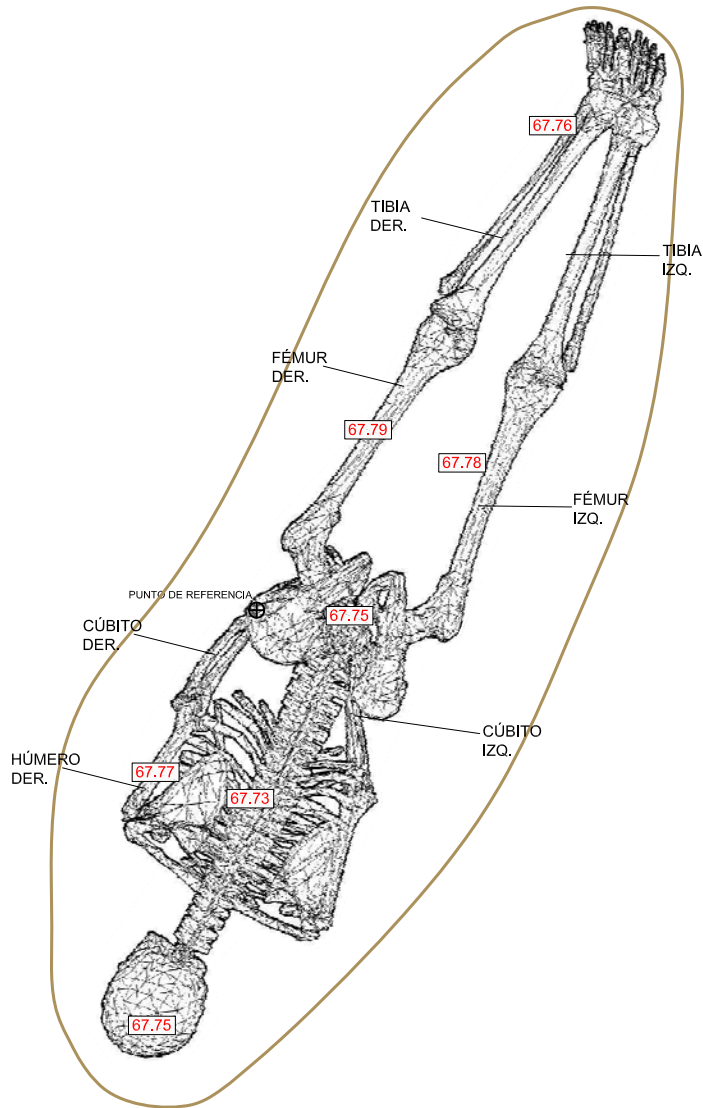 67.76
TIBIA
DER.
TIBIA
IZQ.
FÉMUR
DER.
67.79
67.78
FÉMUR
IZQ.
PUNTO DE REFERENCIA
67.75
CÚBITO
DER.
CÚBITO
IZQ.
HÚMERO
DER.
67.77
67.73
67.75